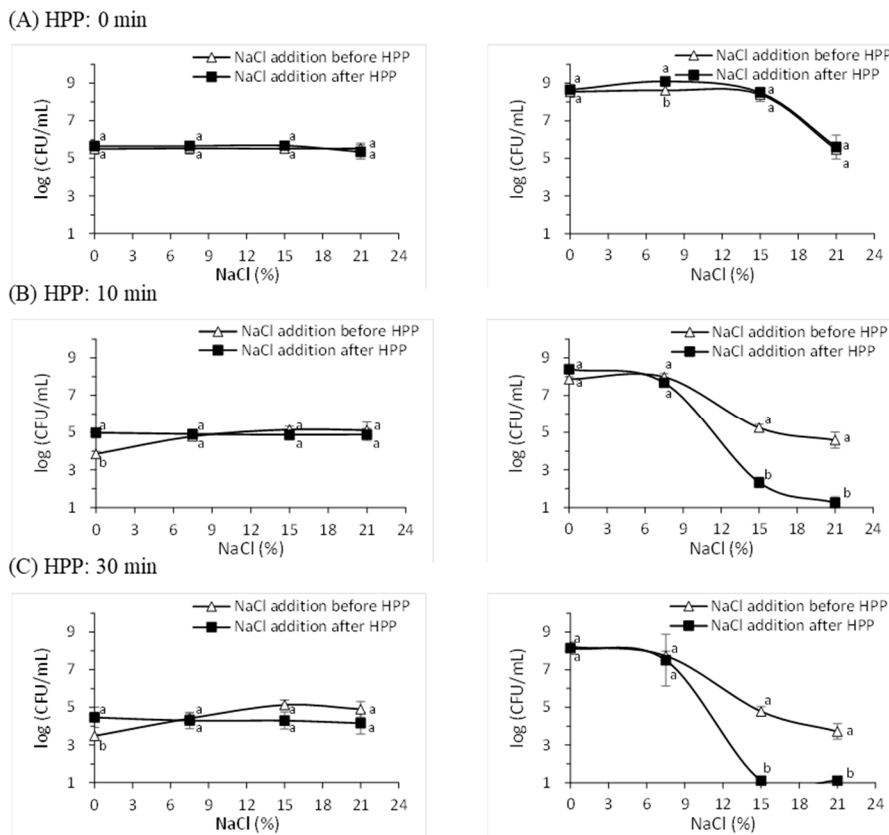 (A) HPP: 0 min
NaCl addition before HPP
NaCl addition after HPP
log (CFU/mL)
9
7
5
3
1
a a a a
a a a a
0 3 6 9 12 15 18 21 24
NaCl (%)
NaCl addition before HPP
NaCl addition after HPP
log (CFU/mL)
9
7
5
3
1
a a a a
a b a a
0 3 6 9 12 15 18 21 24
NaCl (%)
(B) HPP: 10 min
NaCl addition before HPP
NaCl addition after HPP
log (CFU/mL)
9
7
5
3
1
a a a a
b a a a
0 3 6 9 12 15 18 21 24
NaCl (%)
NaCl addition before HPP
NaCl addition after HPP
log (CFU/mL)
9
7
5
3
1
a a a a
a a b b
0 3 6 9 12 15 18 21 24
NaCl (%)
(C) HPP: 30 min
NaCl addition before HPP
NaCl addition after HPP
log (CFU/mL)
9
7
5
3
1
a a a a
b a a a
0 3 6 9 12 15 18 21 24
NaCl (%)
NaCl addition before HPP
NaCl addition after HPP
log (CFU/mL)
9
7
5
3
1
a a a a
a a b b
0 3 6 9 12 15 18 21 24
NaCl (%)